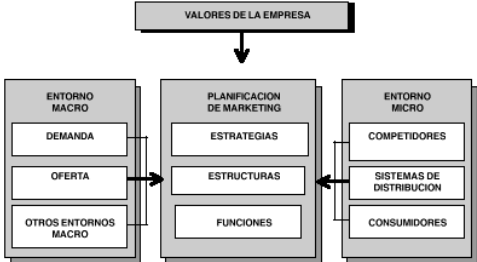 VALORES DE LA EMPRESA
ENTORNO
MACRO
DEMANDA
OFERTA
OTROS ENTORNOS
MACRO
PLANIFICACION
DE MARKETING
ESTRATEGIAS
ESTRUCTURAS
FUNCIONES
ENTORNO
MICRO
COMPETIDORES
SISTEMAS DE
DISTRIBUCION
CONSUMIDORES